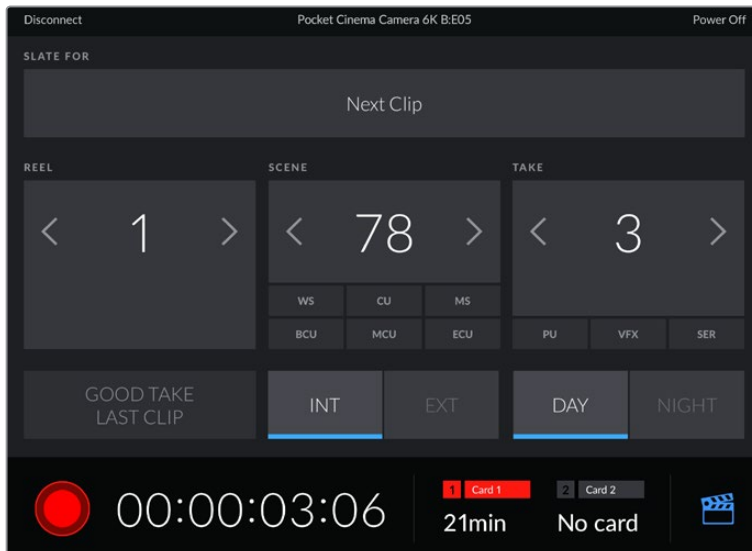 Disconnect Pocket Cinema Camera 6K B:E05 Power Off
SLATE FOR
Next Clip
REEL SCENE TAKE
1 78 3
WS CU MS
BCU MCU ECU PU VFX SER
GOOD TAKE
LAST CLIP
INT EXT DAY NIGHT
1 Card 1 2 Card 2
00:00:03:06 21min No card